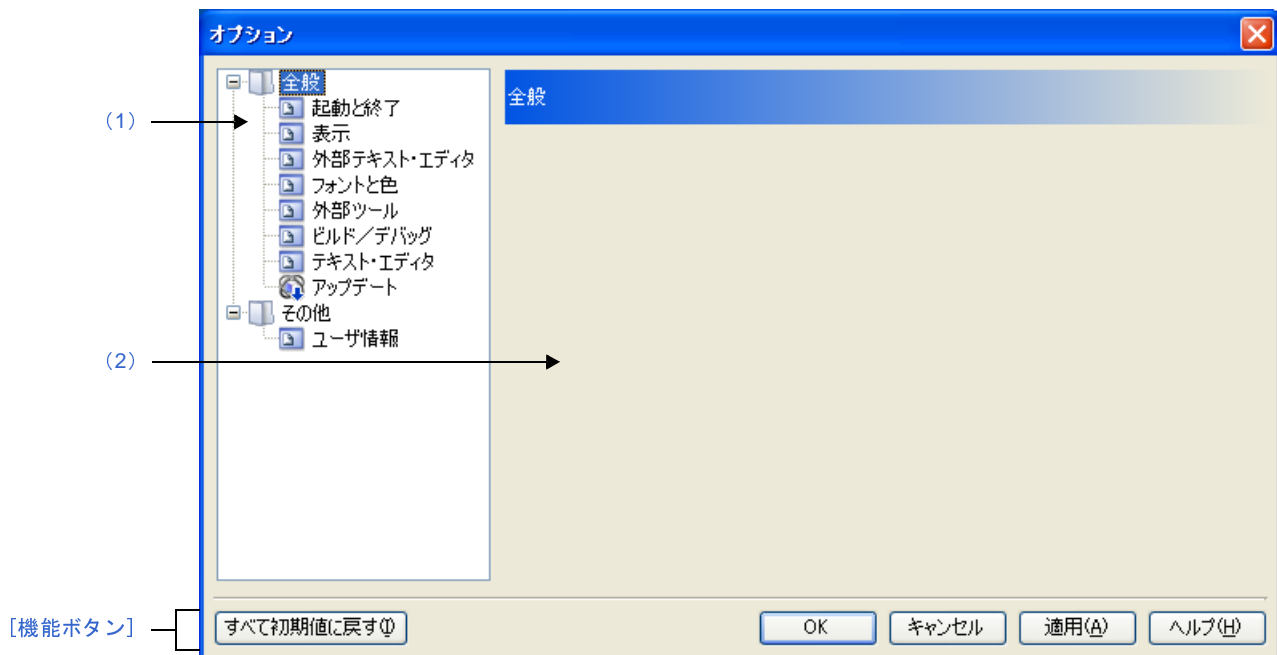 オプション
全般
起動と終了
表示
外部テキスト・エディタ
フォントと色
外部ツール
ビルド／デバッグ
テキスト・エディタ
アップデート
その他
ユーザ情報
全般
（1）
（2）
［機能ボタン］
すべて初期値に戻す(I)
OK
キャンセル
適用(A)
ヘルプ(H)